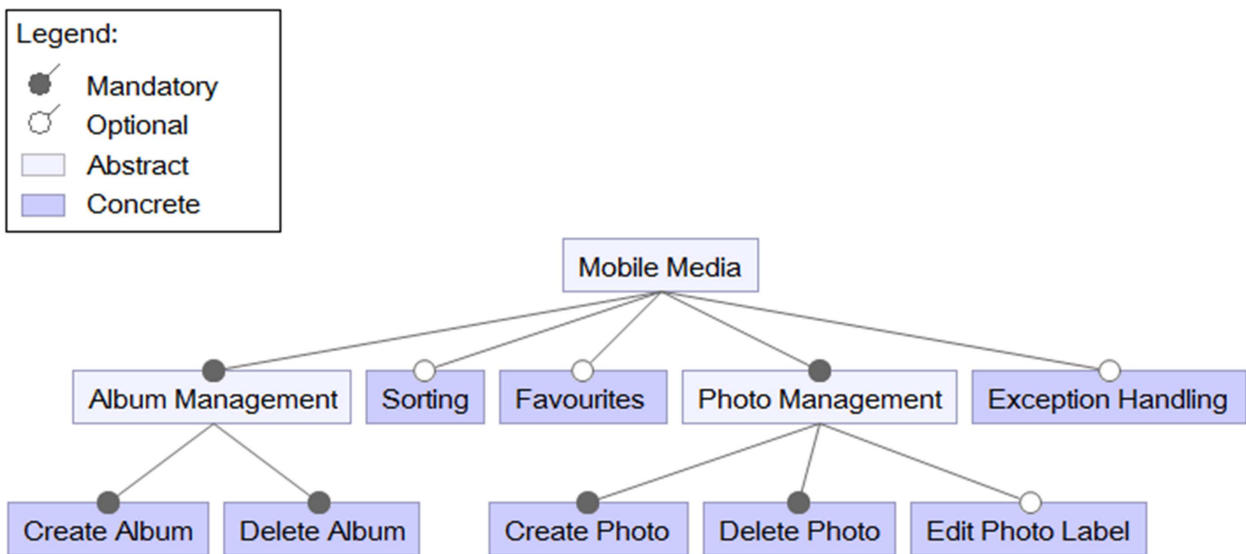 Legend:
Mandatory
Optional
Abstract
Concrete
Mobile Media
Album Management
Sorting
Favourites
Photo Management
Exception Handling
Create Album
Delete Album
Create Photo
Delete Photo
Edit Photo Label